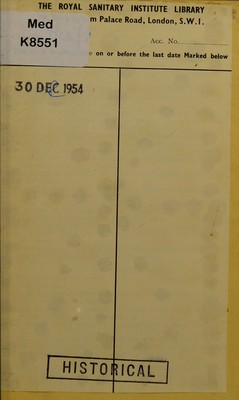 THE ROYAL SANITARY INSTITUTE LIBRARY
m Palace Road, London, S.W.1.
Med
K8551
Acc. No.
on or before the last date Marked below
30 DEC 1954
HISTORICAL